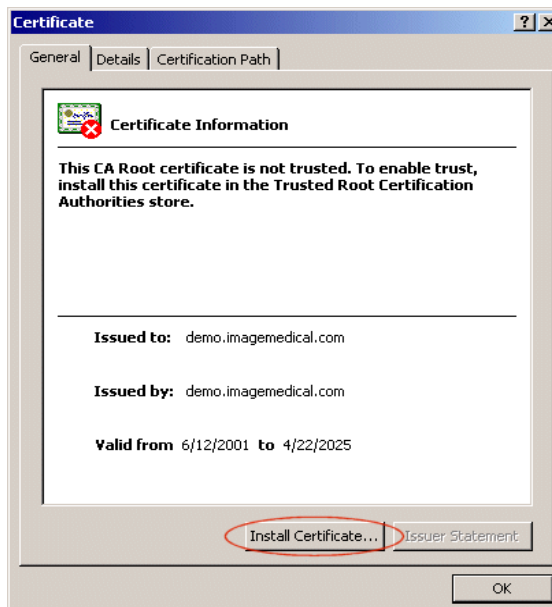 Certificate
General Details Certification Path
Certificate Information
This CA Root certificate is not trusted. To enable trust,
install this certificate in the Trusted Root Certification
Authorities store.
Issued to: demo.imagemedical.com
Issued by: demo.imagemedical.com
Valid from 6/12/2001 to 4/22/2025
Install Certificate... Issuer Statement
OK